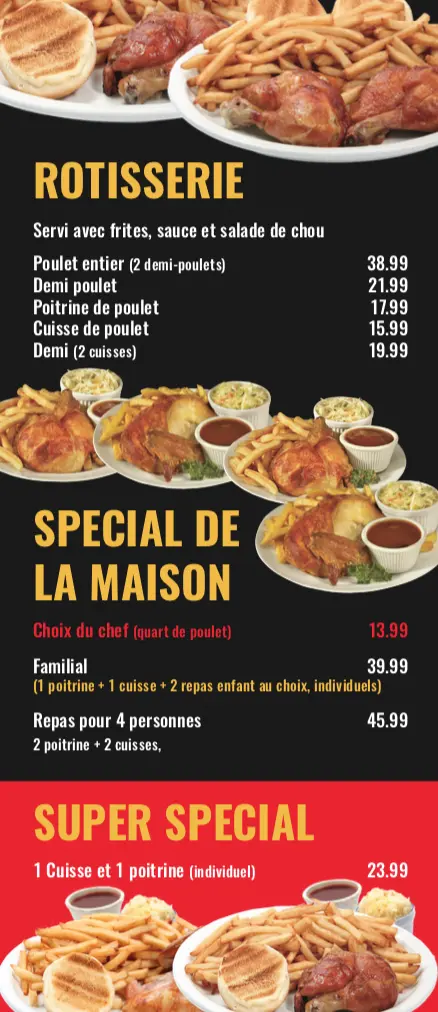 ROTISSERIE
Servi avec frites, sauce et salade de chou
Poulet entier (2 demi-poulets) 38.99
Demi poulet 21.99
Poitrine de poulet 17.99
Cuisse de poulet 15.99
Demi (2 cuisses) 19.99
SPECIAL DE
LA MAISON
Choix du chef (quart de poulet) 13.99
Familial 39.99
(1 poitrine + 1 cuisse + 2 repas enfant au choix, individuels)
Repas pour 4 personnes 45.99
2 poitrine + 2 cuisses,
SUPER SPECIAL
1 Cuisse et 1 poitrine (individuel) 23.99